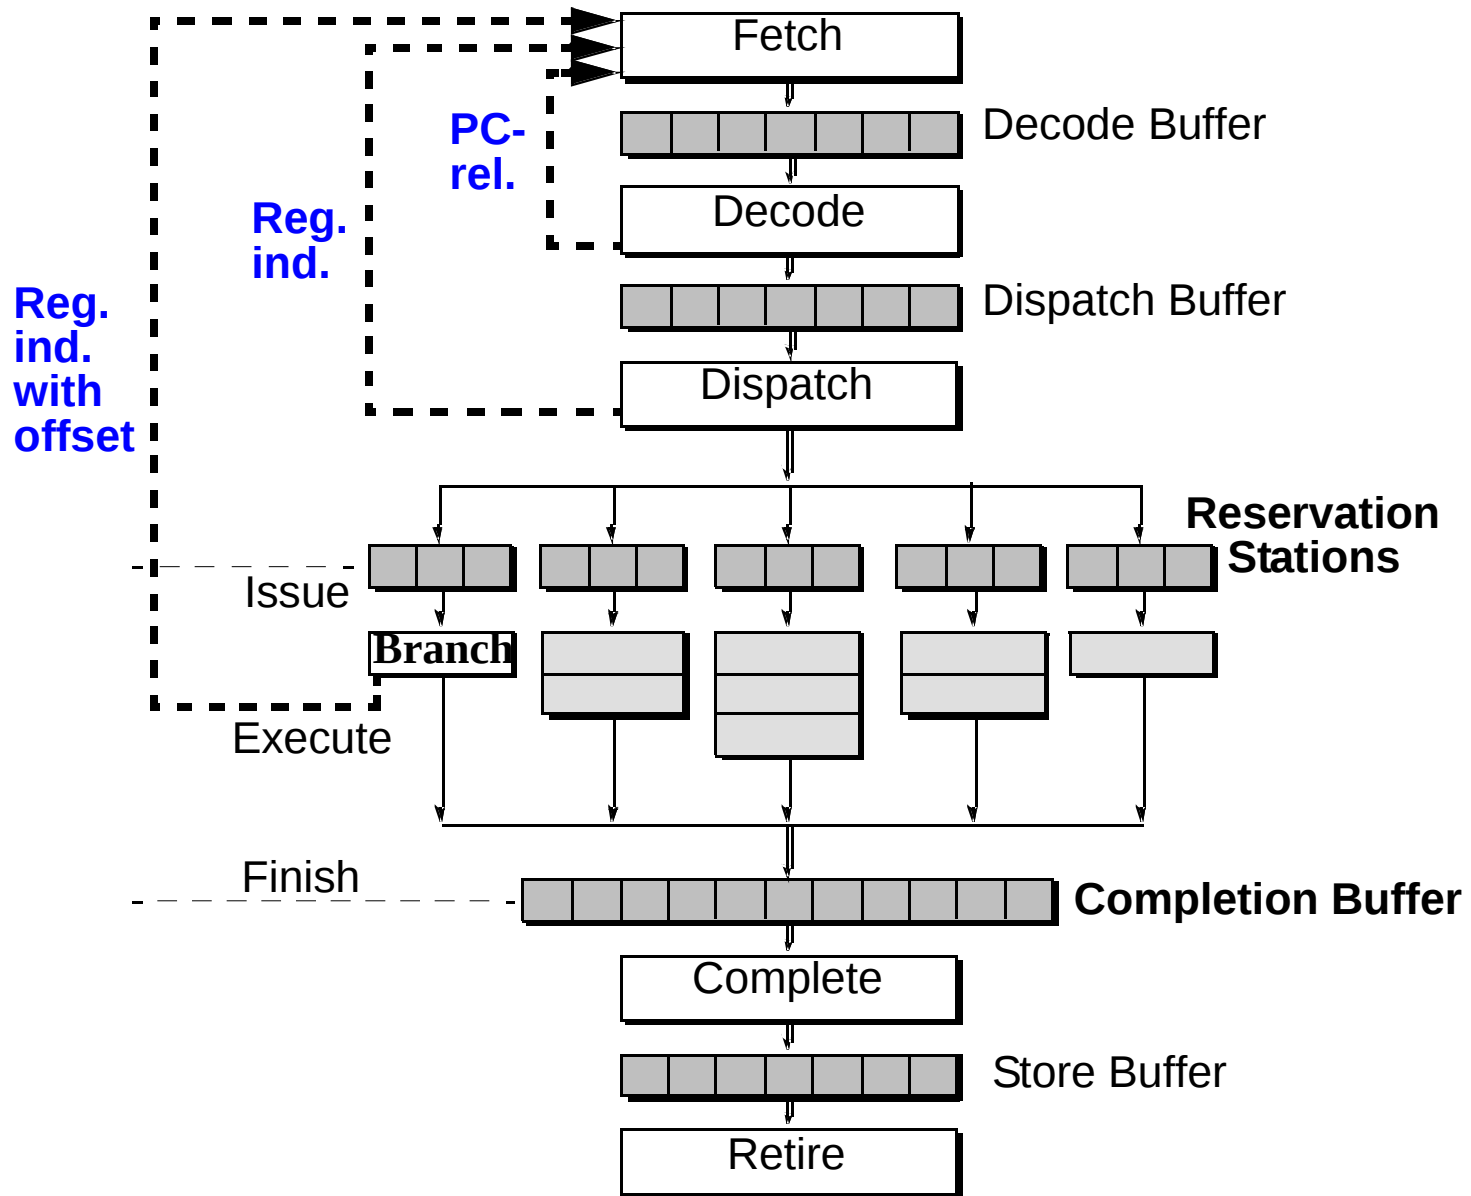 Fetch
Decode Buffer
PC-
rel.
Decode
Reg.
ind.
Dispatch Buffer
Reg.
ind.
with
offset
Dispatch
Reservation
Stations
Issue
Branch
Execute
Finish
Completion Buffer
Complete
Store Buffer
Retire